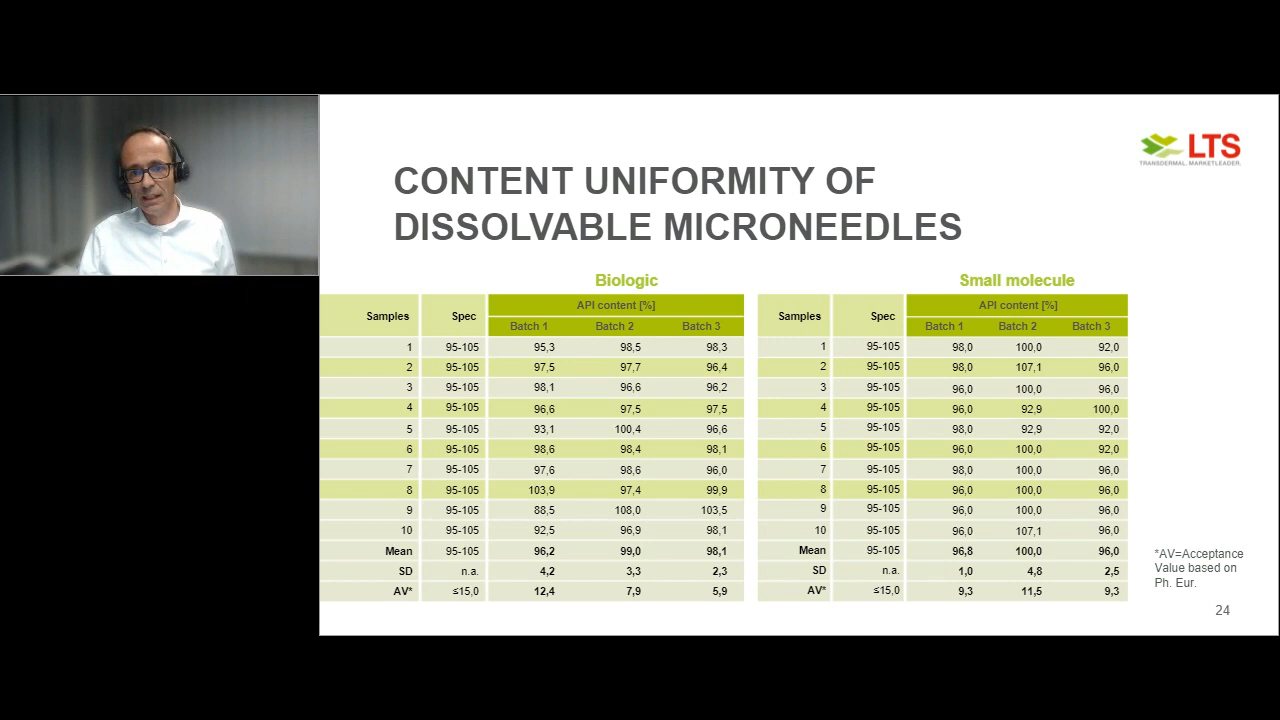 LTS
TRANSDERMAL. MARKETLEADER.
CONTENT UNIFORMITY OF
DISSOLVABLE MICRONEEDLES
Biologic
Samples Spec API content [%]
Batch 1 Batch 2 Batch 3
1 95-105 95,3 98,5 98,3
2 95-105 97,5 97,7 96,4
3 95-105 98,1 96,6 96,2
4 95-105 96,6 97,5 97,5
5 95-105 93,1 100,4 96,6
6 95-105 98,6 98,4 98,1
7 95-105 97,6 98,6 96,0
8 95-105 103,9 97,4 99,9
9 95-105 88,5 108,0 103,5
10 95-105 92,5 96,9 98,1
Mean 95-105 96,2 99,0 98,1
SD n.a. 4,2 3,3 2,3
AV* ≤15,0 12,4 7,9 5,9
Small molecule
Samples Spec API content [%]
Batch 1 Batch 2 Batch 3
1 95-105 98,0 100,0 92,0
2 95-105 98,0 107,1 96,0
3 95-105 96,0 100,0 96,0
4 95-105 96,0 92,9 100,0
5 95-105 98,0 92,9 92,0
6 95-105 96,0 100,0 92,0
7 95-105 98,0 100,0 96,0
8 95-105 96,0 100,0 96,0
9 95-105 96,0 100,0 96,0
10 95-105 96,0 107,1 96,0
Mean 95-105 96,8 100,0 96,0
SD n.a. 1,0 4,8 2,5
AV* ≤15,0 9,3 11,5 9,3
*AV=Acceptance
Value based on
Ph. Eur.
24